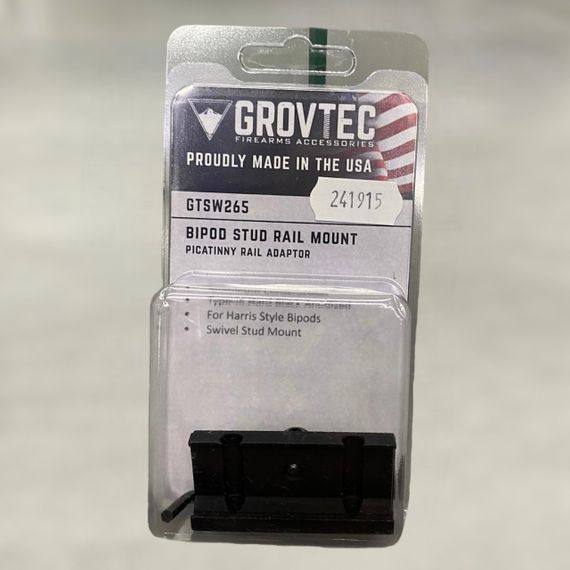 GROVTEC
FIREARMS ACCESSORIES
PROUDLY MADE IN THE USA
241915
GTSW265
BIPOD STUD RAIL MOUNT
PICATINNY RAIL ADAPTOR
• For Harris Style Bipods
• Swivel Stud Mount